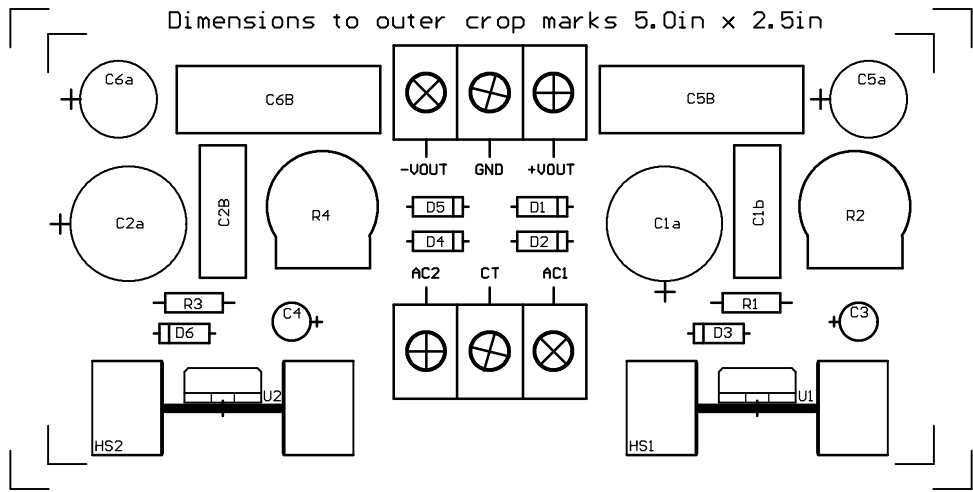 Dimensions to outer crop marks 5.0in x 2.5in
C6a
C6B
C5B
C5a
-VOUT GND +VOUT
C2a
C2B
R4
D5
D1
C1a
C1b
R2
D4
D2
AC2 CT AC1
R3
C4
R1
C3
D6
D3
U2
U1
HS2
HS1